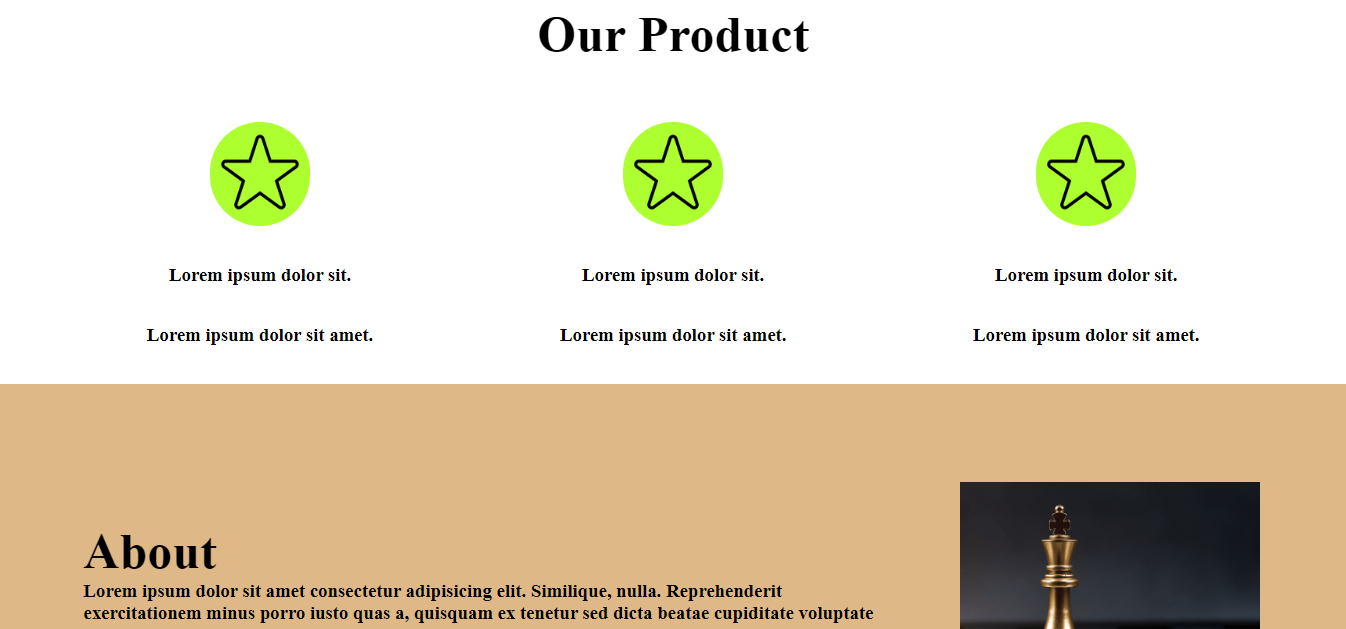 Our Product
Lorem ipsum dolor sit.
Lorem ipsum dolor sit.
Lorem ipsum dolor sit.
Lorem ipsum dolor sit amet.
Lorem ipsum dolor sit amet.
Lorem ipsum dolor sit amet.
About
Lorem ipsum dolor sit amet consectetur adipisicing elit. Similique, nulla. Reprehenderit
exercitationem minus porro iusto quas a, quisquam ex tenetur sed dicta beatae cupiditate voluptate